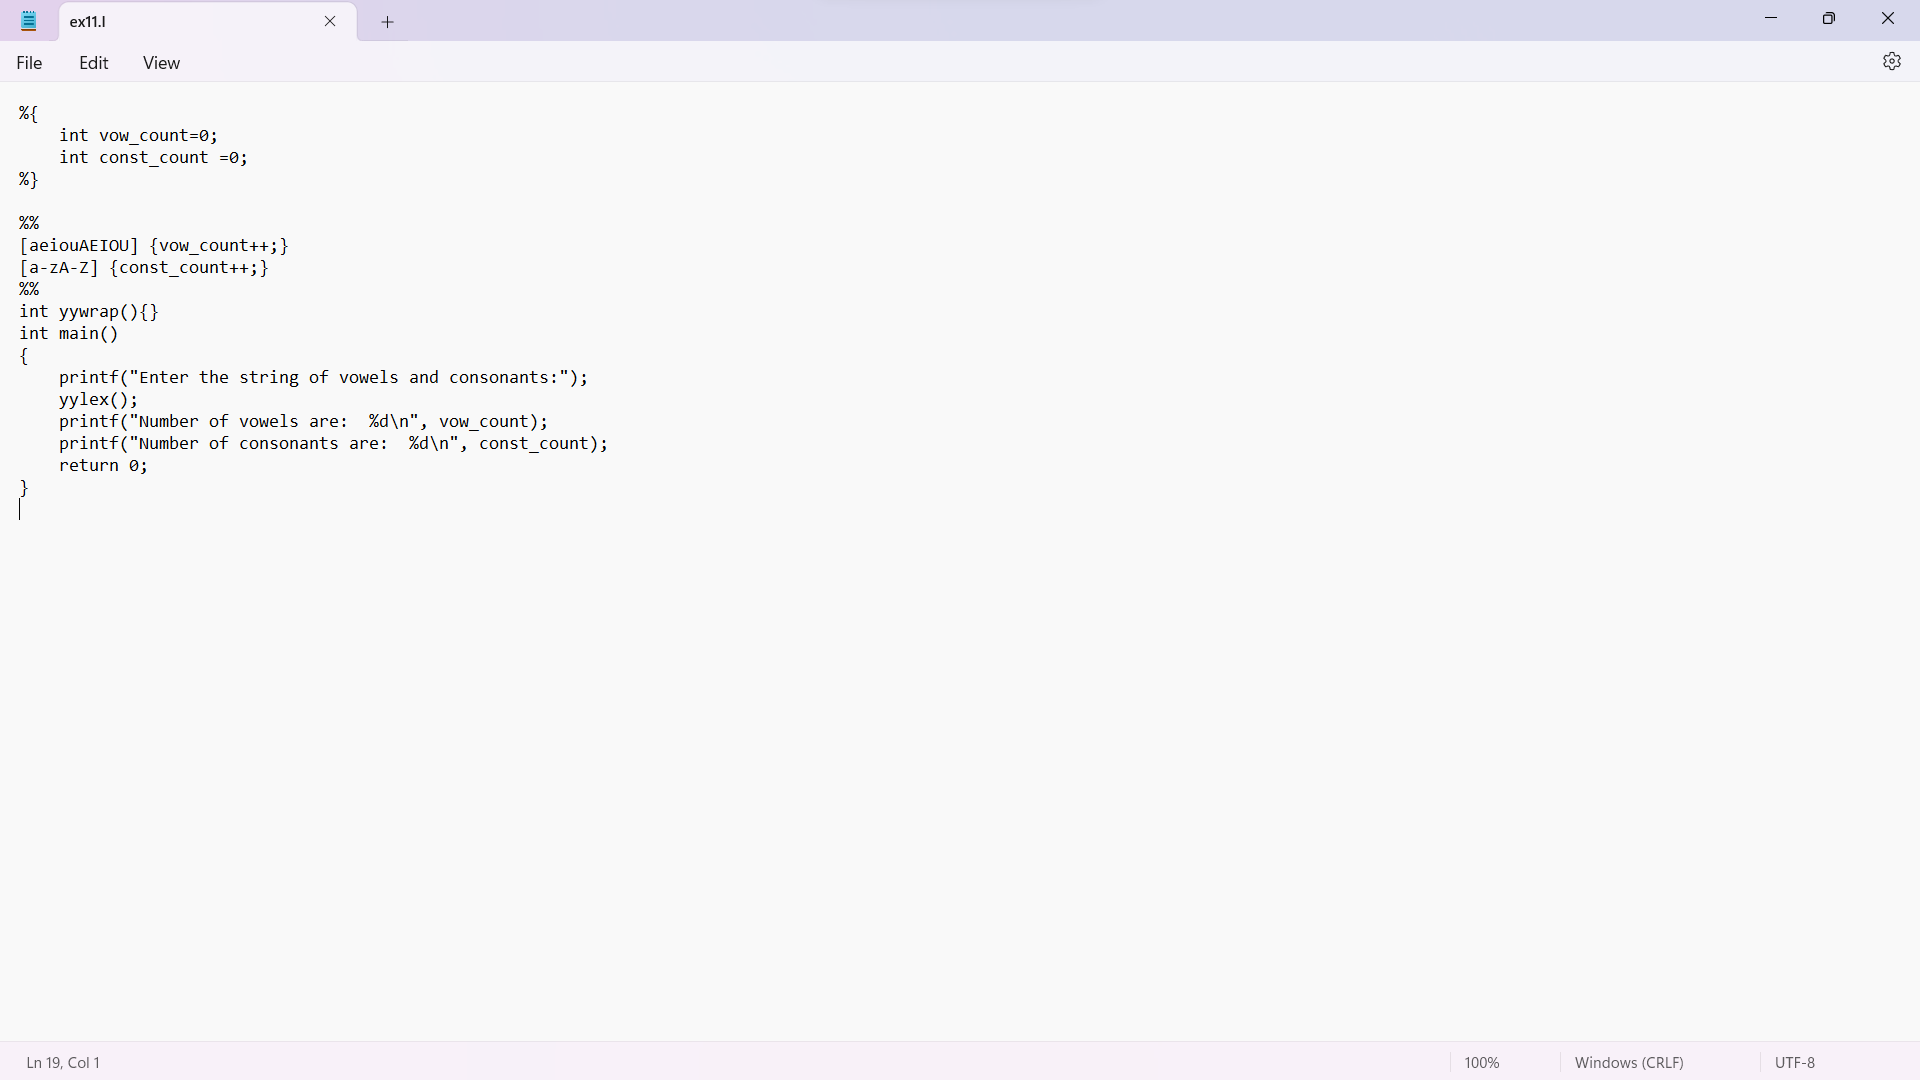 ex11.l
File Edit View
%{
    int vow_count=0;
    int const_count =0;
%}

%%
[aeiouAEIOU] {vow_count++;}
[a-zA-Z] {const_count++;}
%%
int yywrap(){}
int main()
{
    printf("Enter the string of vowels and consonants:");
    yylex();
    printf("Number of vowels are:  %d\n", vow_count);
    printf("Number of consonants are:  %d\n", const_count);
    return 0;
}
Ln 19, Col 1 100% Windows (CRLF) UTF-8